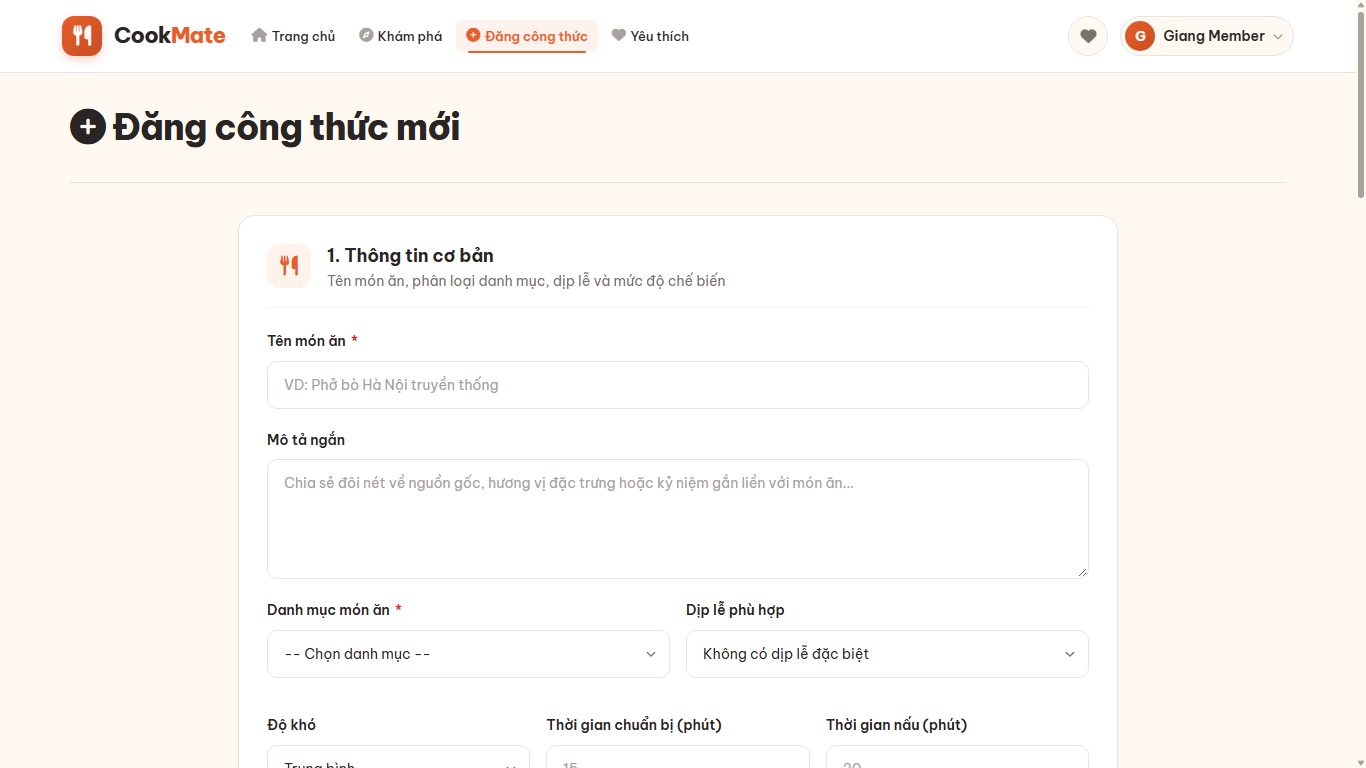 CookMate Trang chủ Khám phá Đăng công thức Yêu thích G Giang Member
Đăng công thức mới
1. Thông tin cơ bản
Tên món ăn, phân loại danh mục, dịp lễ và mức độ chế biến
Tên món ăn *
VD: Phở bò Hà Nội truyền thống
Mô tả ngắn
Chia sẻ đôi nét về nguồn gốc, hương vị đặc trưng hoặc kỷ niệm gắn liền với món ăn...
Danh mục món ăn * Dịp lễ phù hợp
-- Chọn danh mục -- Không có dịp lễ đặc biệt
Độ khó Thời gian chuẩn bị (phút) Thời gian nấu (phút)
Trung bình 15